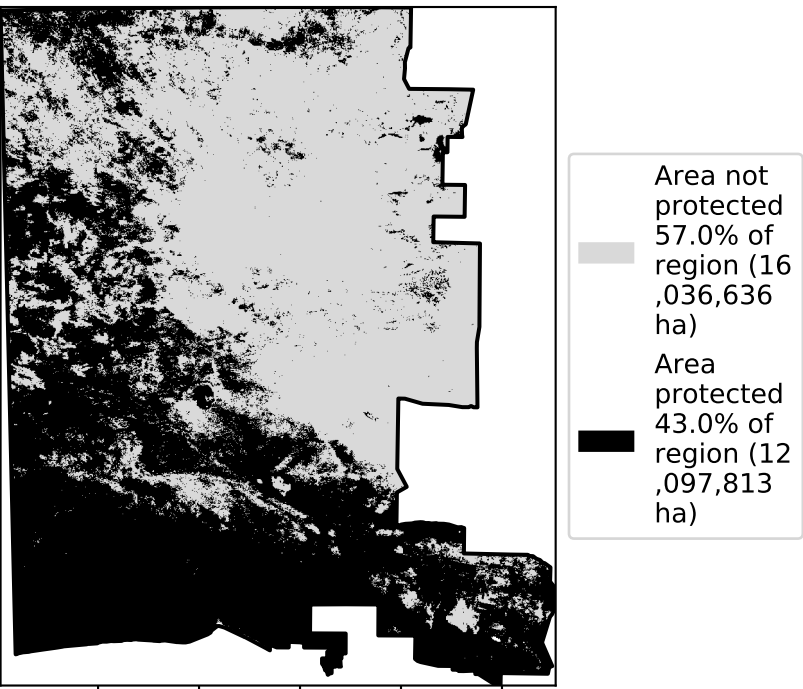 Area not
protected
57.0% of
region (16
,036,636
ha)
Area
protected
43.0% of
region (12
,097,813
ha)